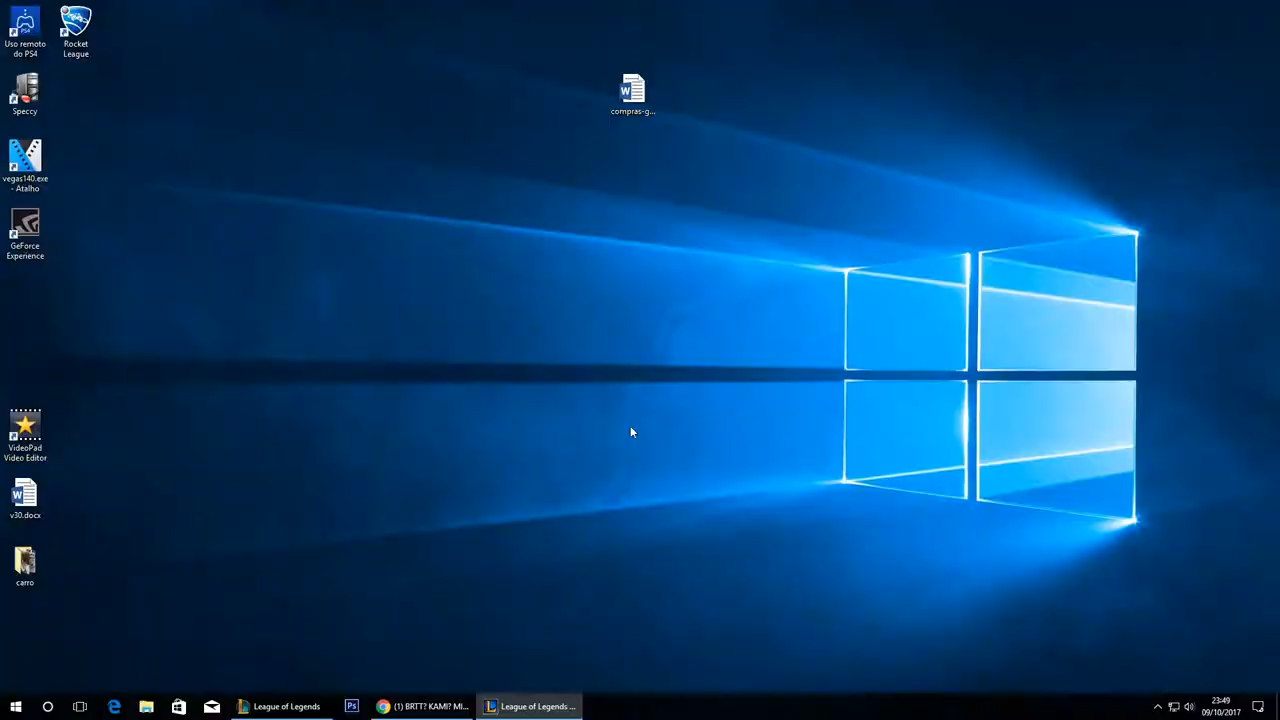 Uso remoto
do PS4
Rocket
League
Speccy
compras-g...
vegas140.exe
- Atalho
GeForce
Experience
VideoPad
Video Editor
v30.docx
carro
League of Legends
Ps
(1) BRTT? KAMI? MI...
League of Legends ...
23:49
09/10/2017